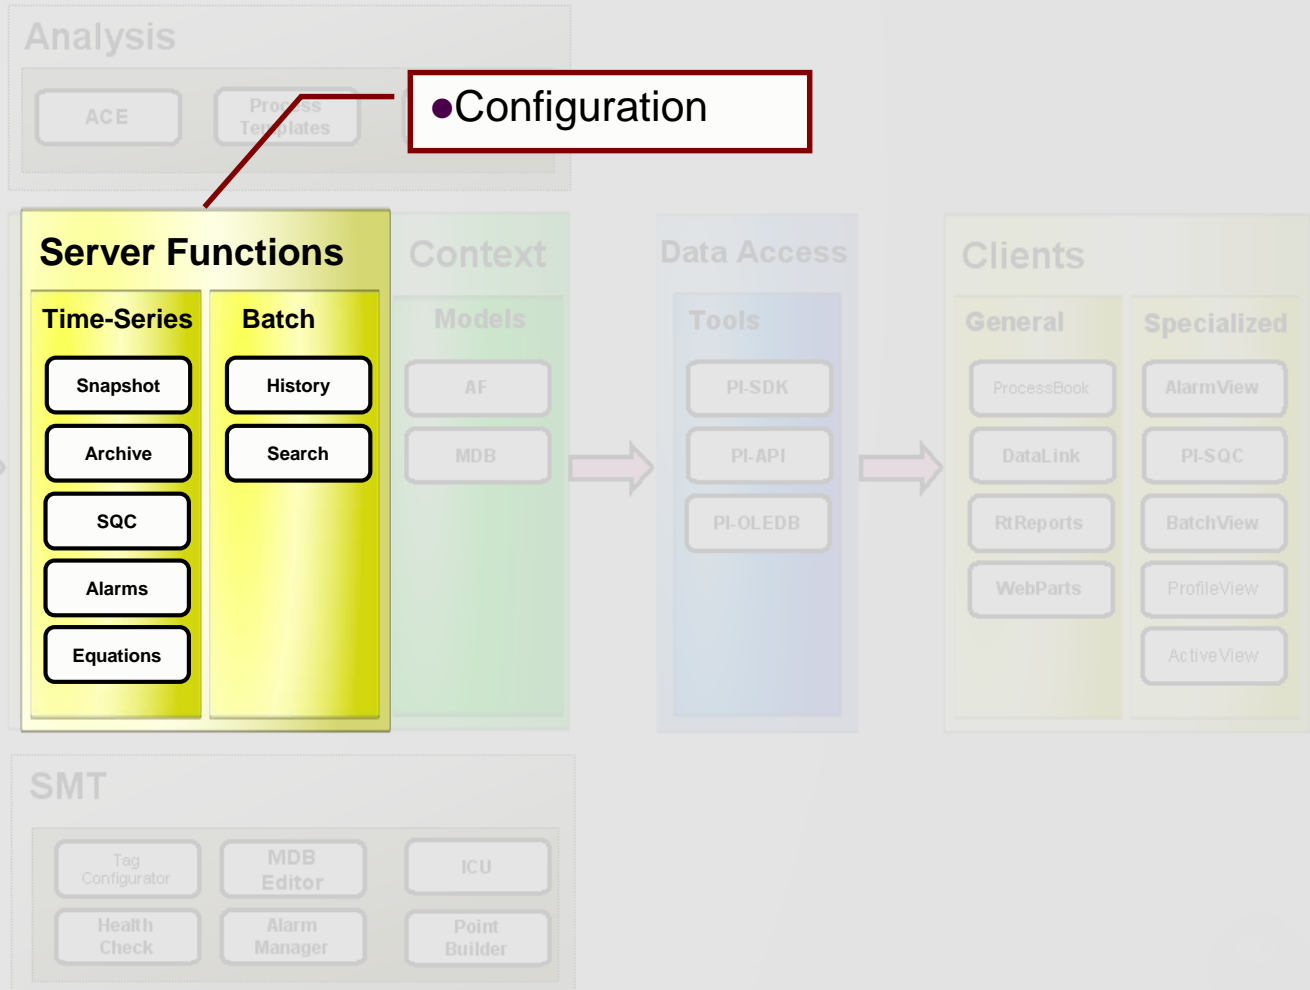 Analysis
ACE
Process
Templates
●Configuration
Server Functions
Time-Series
Snapshot
Archive
SQC
Alarms
Equations
Batch
History
Search
Context
Models
AF
MDB
Data Access
Tools
PI-SDK
PI-API
PI-OLEDB
Clients
General
ProcessBook
DataLink
RtReports
WebParts
Specialized
AlarmView
PI-SQC
BatchView
ProfileView
ActiveView
SMT
Tag
Configurator
MDB
Editor
ICU
Health
Check
Alarm
Manager
Point
Builder